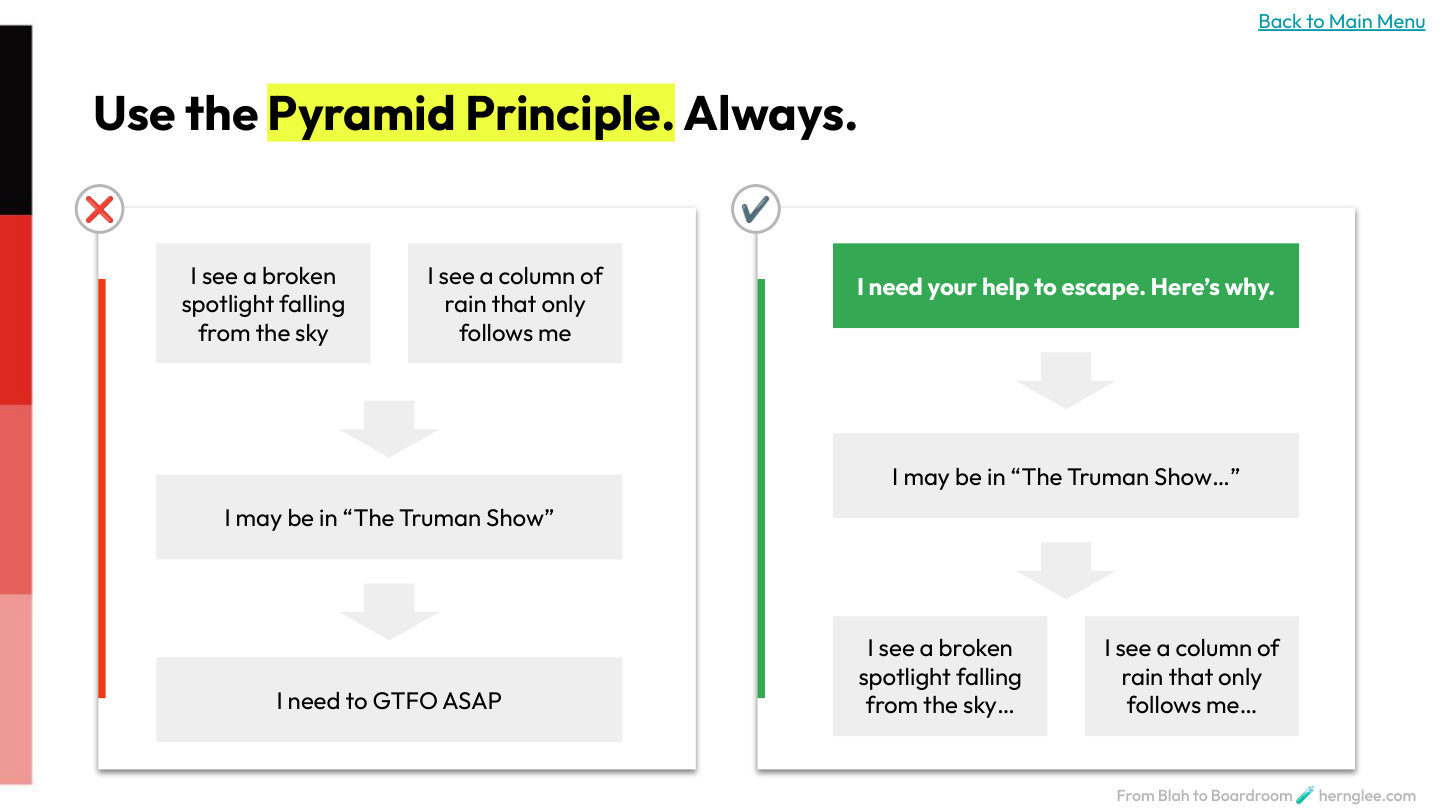 Back to Main Menu
Use the Pyramid Principle. Always.
I see a broken
spotlight falling
from the sky
I see a column of
rain that only
follows me
I may be in “The Truman Show”
I need to GTFO ASAP
I need your help to escape. Here’s why.
I may be in “The Truman Show…”
I see a broken
spotlight falling
from the sky…
I see a column of
rain that only
follows me…
From Blah to Boardroom 🧪 hernglee.com